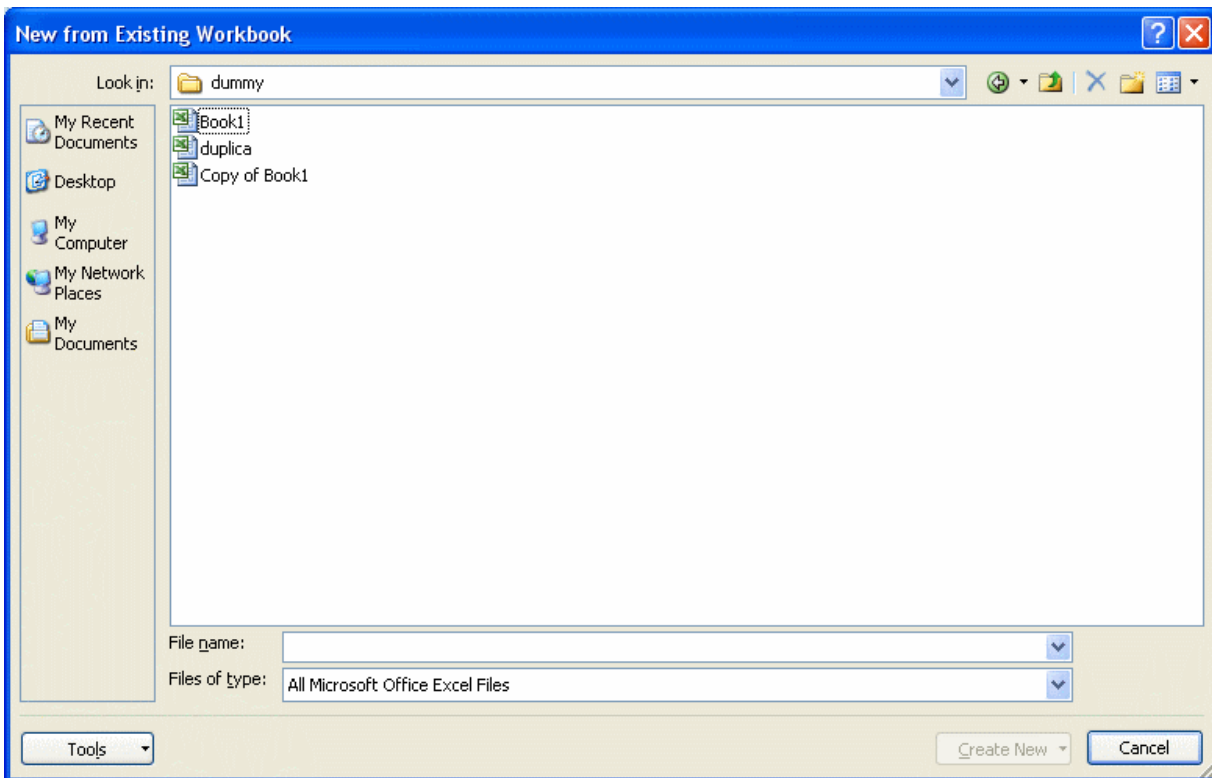 New from Existing Workbook
Look in:
dummy
My Recent
Documents
Desktop
My
Computer
My Network
Places
My
Documents
Book1
duplica
Copy of Book1
File name:
Files of type:
All Microsoft Office Excel Files
Tools
Create New
Cancel